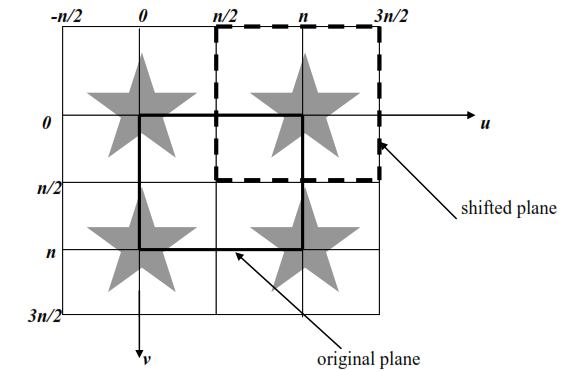 -n/2 0 n/2 n 3n/2
0
u
n/2
shifted plane
n
3n/2
v
original plane